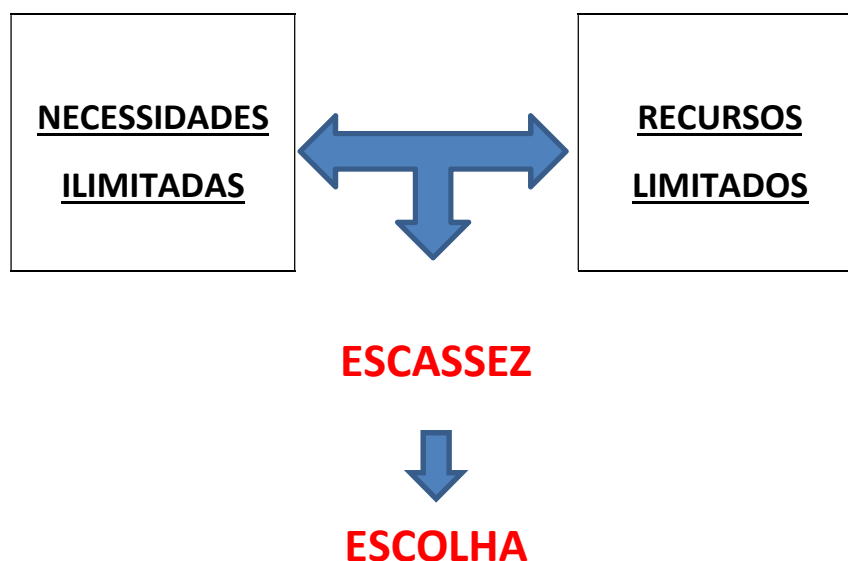 NECESSIDADES
ILIMITADAS
RECURSOS
LIMITADOS
ESCASSEZ
ESCOLHA